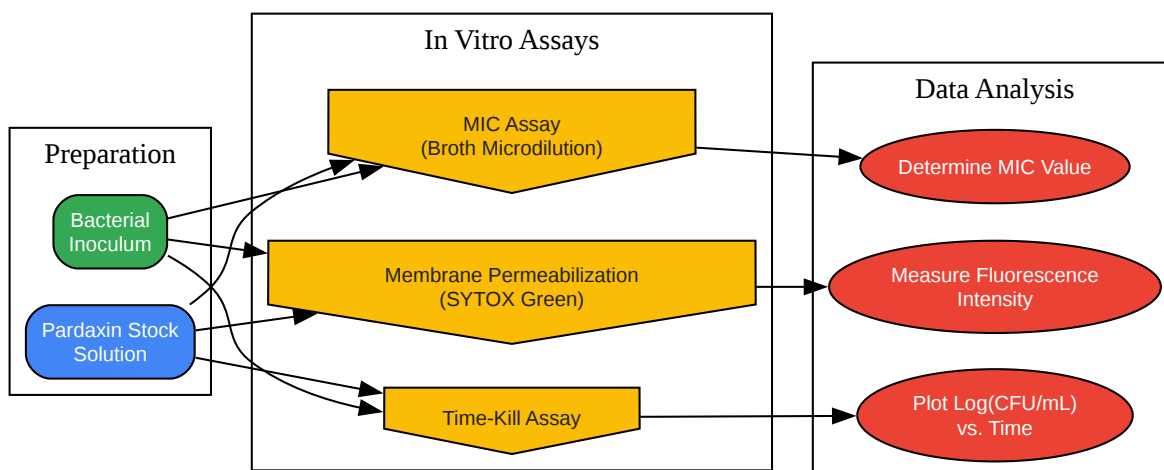 Preparation
Bacterial
Inoculum
Pardaxin Stock
Solution
In Vitro Assays
MIC Assay
(Broth Microdilution)
Membrane Permeabilization
(SYTOX Green)
Time-Kill Assay
Data Analysis
Determine MIC Value
Measure Fluorescence
Intensity
Plot Log(CFU/mL)
vs. Time